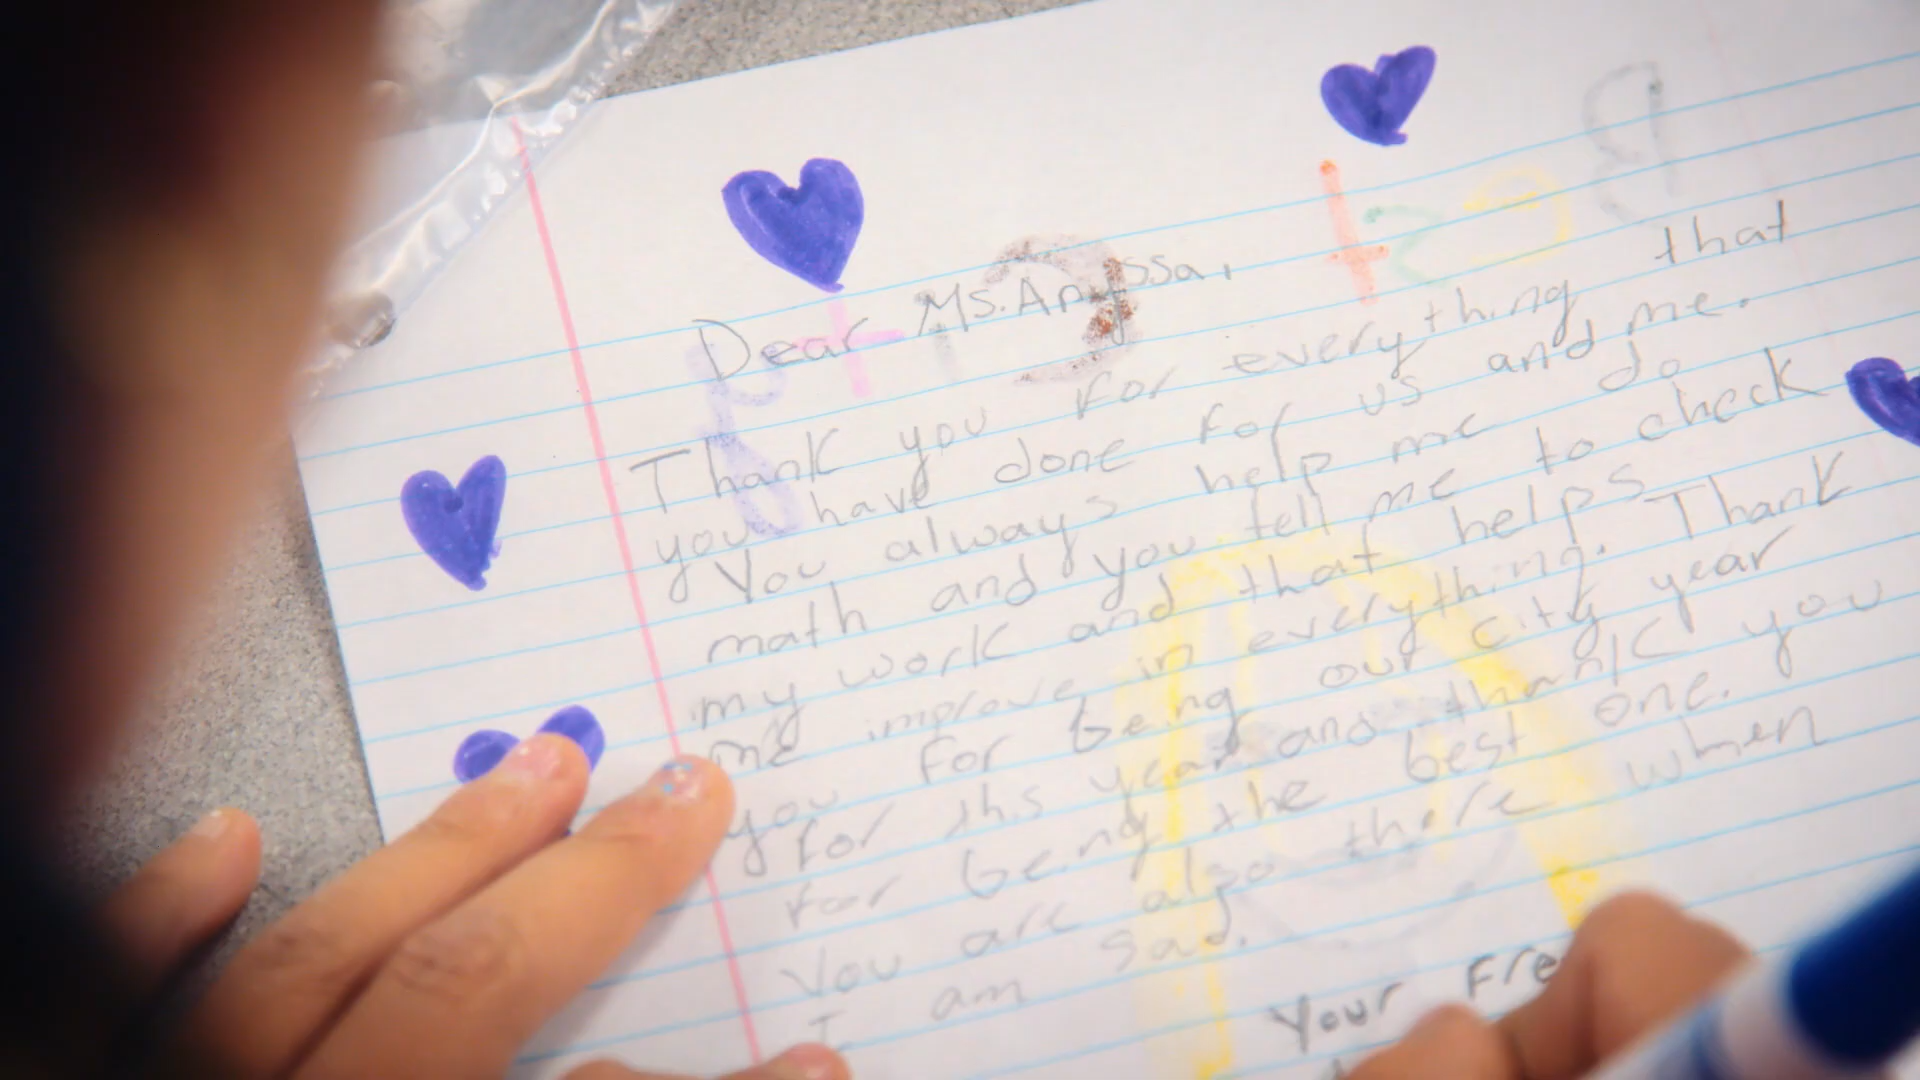 Dear Ms. Anyssa,
Thank you for everything that
you have done for us and me.
You always help me do
math and you tell me to check
my work and that helps
me improve in everything. Thank
you for being our city year
for this year and thank you
for being the best one.
You are also there when
I am sad.
Your Frie